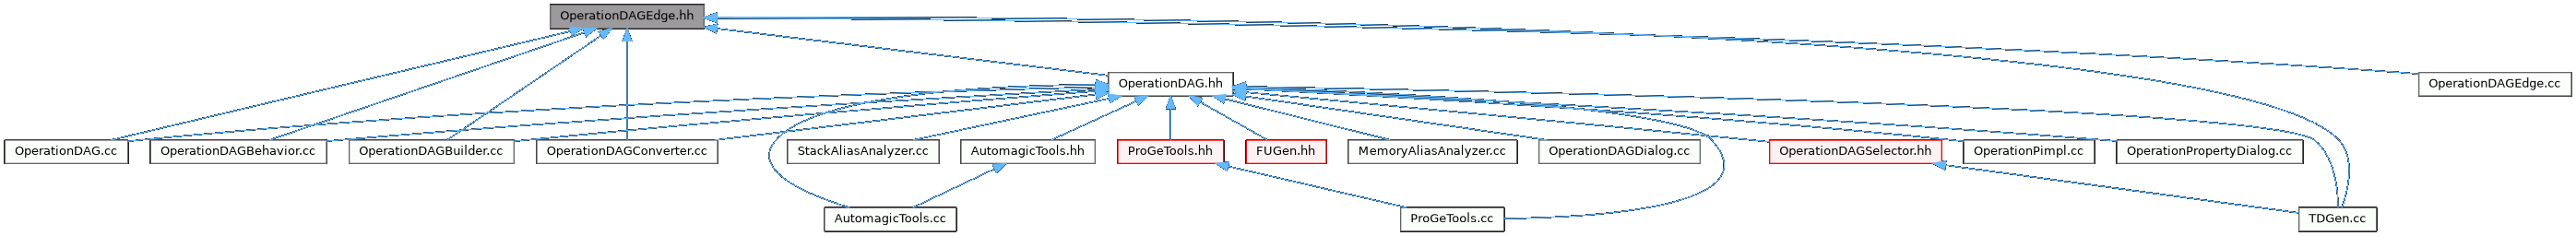 OperationDAGEdge.hh
OperationDAG.hh
OperationDAGEdge.cc
OperationDAG.cc
OperationDAGBehavior.cc
OperationDAGBuilder.cc
OperationDAGConverter.cc
StackAliasAnalyzer.cc
AutomagicTools.hh
ProGeTools.hh
FUGen.hh
MemoryAliasAnalyzer.cc
OperationDAGDialog.cc
OperationDAGSelector.hh
OperationPimpl.cc
OperationPropertyDialog.cc
AutomagicTools.cc
ProGeTools.cc
TDGen.cc